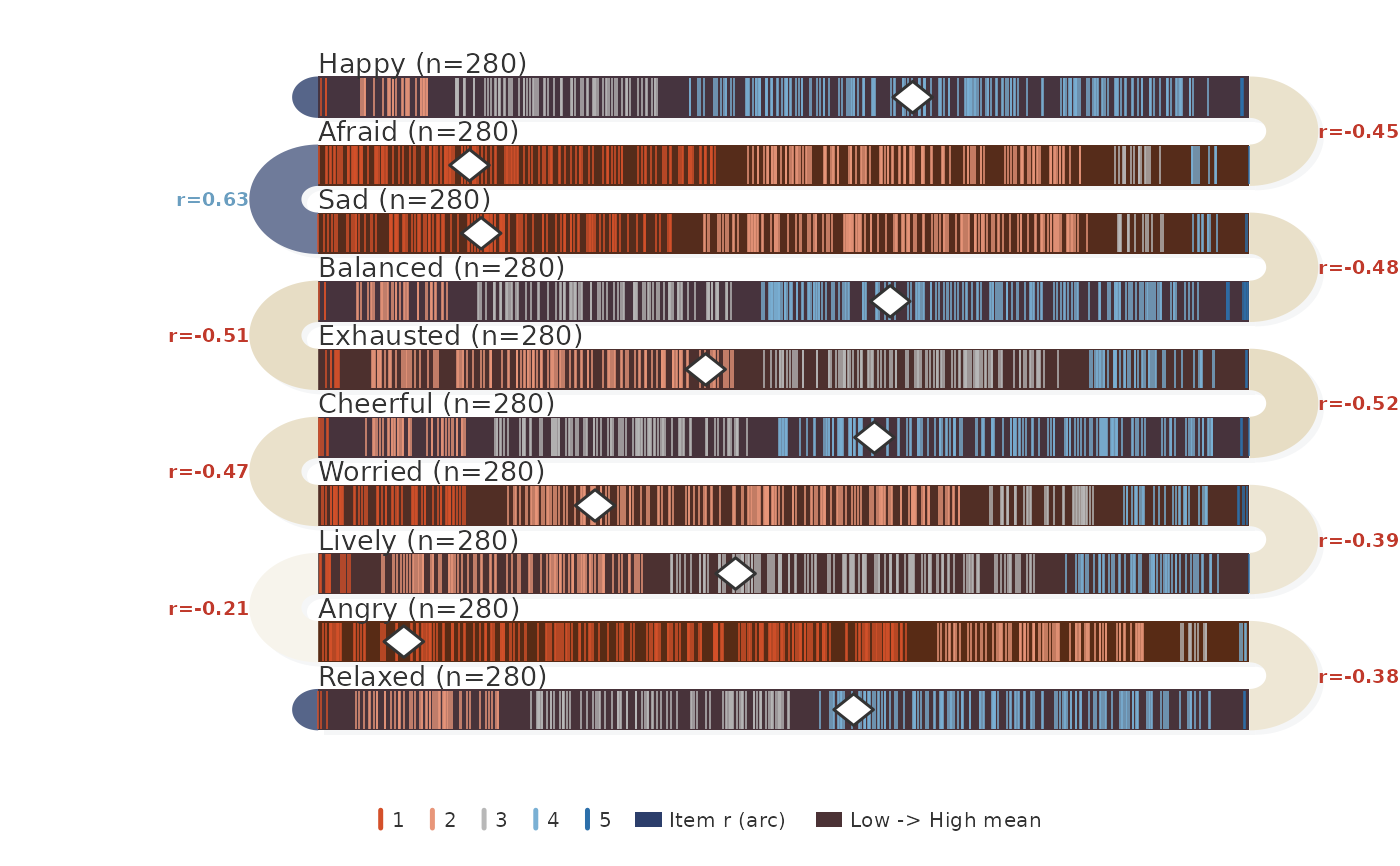 Happy (n=280)
Afraid (n=280)
r=-0.45
r=0.63
Sad (n=280)
Balanced (n=280)
r=-0.48
r=-0.51
Exhausted (n=280)
Cheerful (n=280)
r=-0.52
r=-0.47
Worried (n=280)
Lively (n=280)
r=-0.39
r=-0.21
Angry (n=280)
Relaxed (n=280)
r=-0.38
1 2 3 4 5 Item r (arc) Low -> High mean